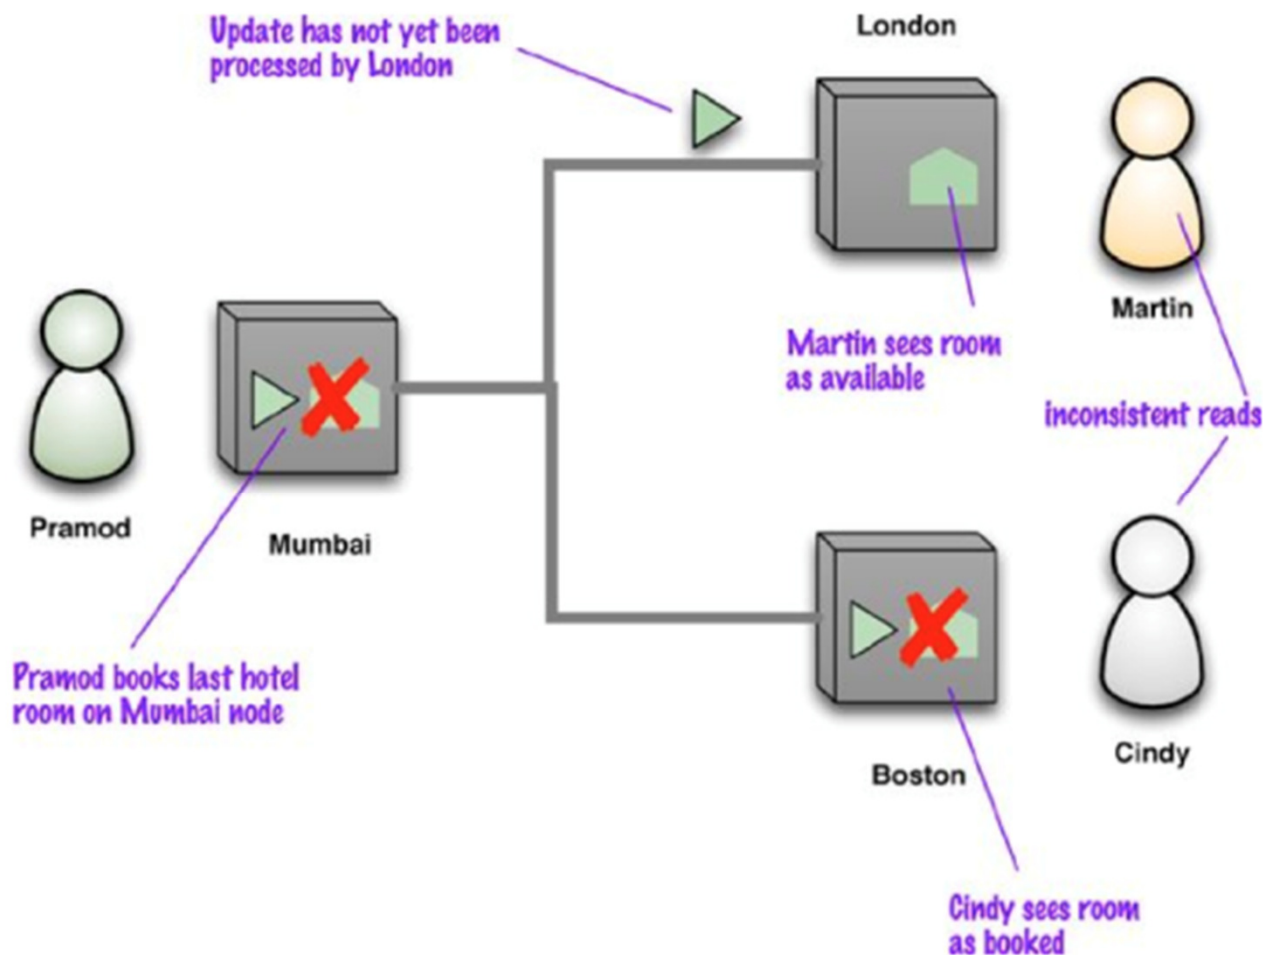 Update has not yet been
processed by London
London
Martin
Martin sees room
as available
inconsistent reads
Pramod
Mumbai
Pramod books last hotel
room on Mumbai node
Boston
Cindy
Cindy sees room
as booked